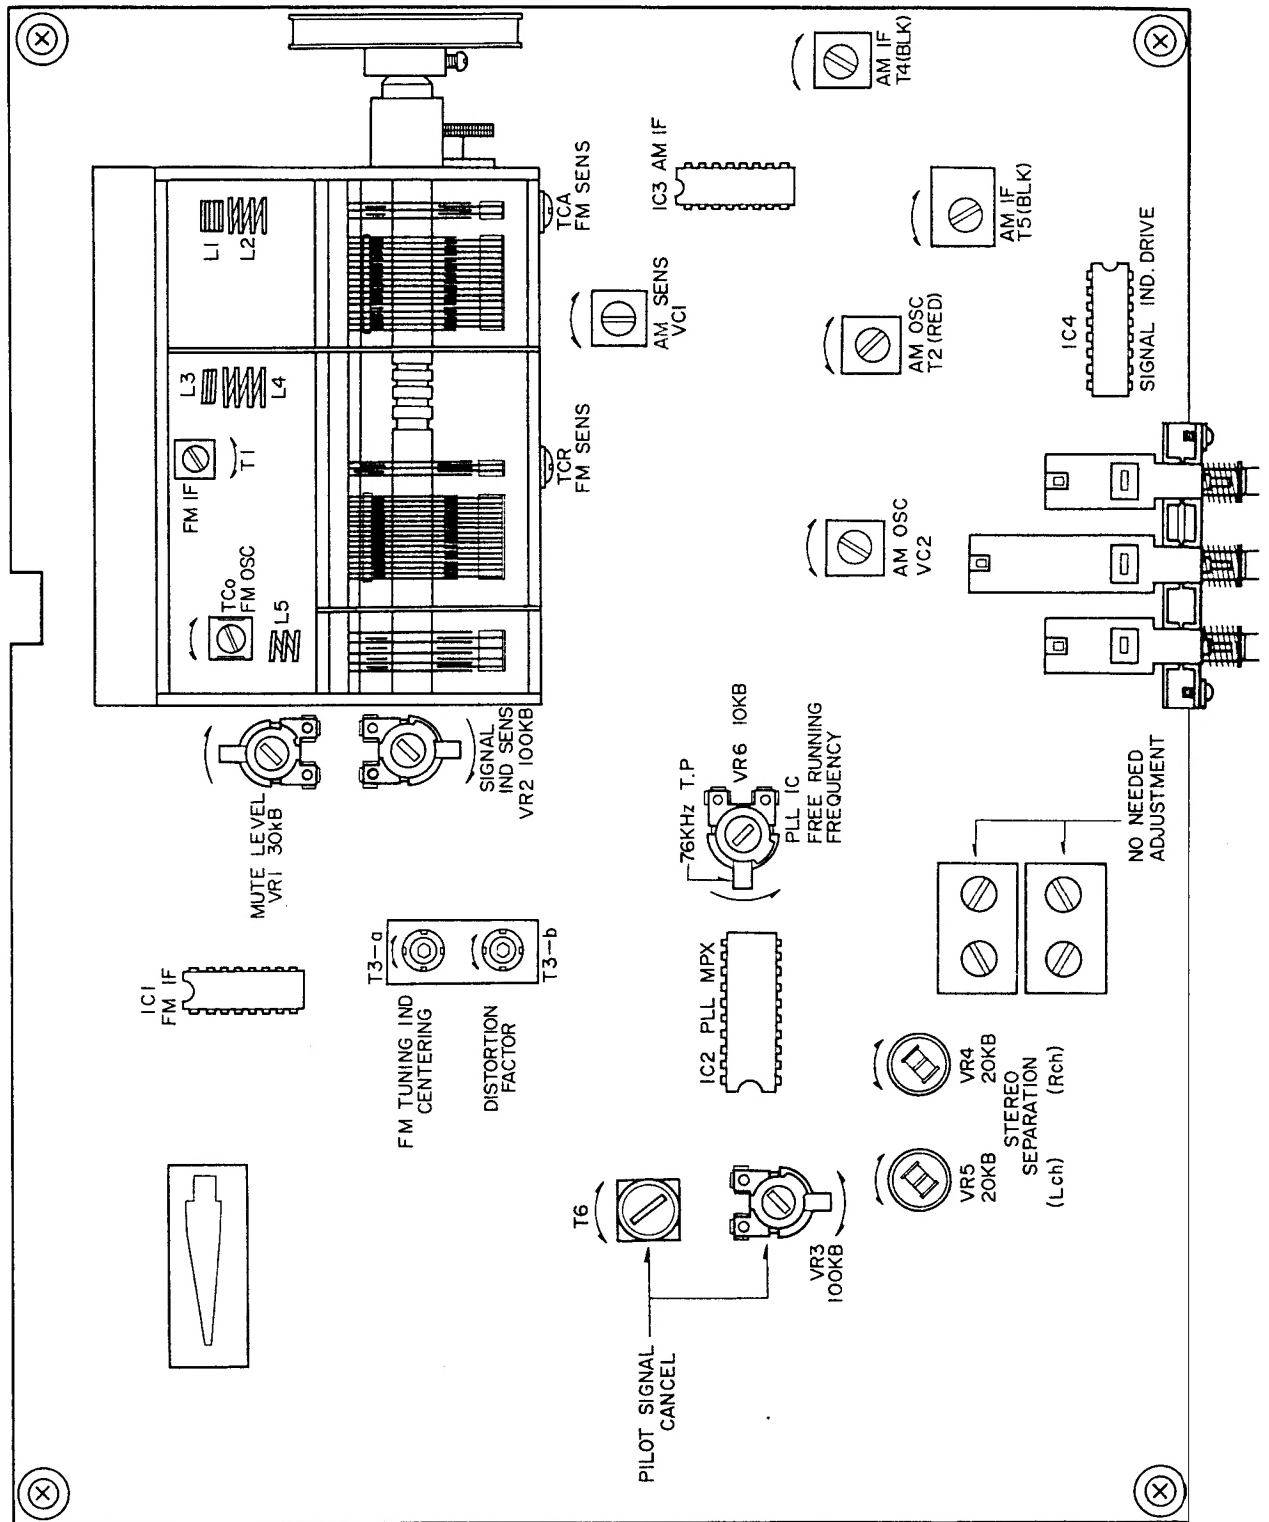 AM IF
T4(BLK)
IC3 AM IF
AM IF
T5(BLK)
TCA
FM SENS
L1
L2
AM SENS
VC1
AM OSC
T2(RED)
IC4
SIGNAL IND. DRIVE
L3
L4
FM IF
T1
TCR
FM SENS
AM OSC
VC2
TCo
FM OSC
L5
SIGNAL
IND SENS
VR2 100KB
MUTE LEVEL
VR1 30kB
76KHz T.P
VR6 10KB
PLL IC
FREE RUNNING
FREQUENCY
NO NEEDED
ADJUSTMENT
IC1
FM IF
T3-a
T3-b
FM TUNING IND
CENTERING
DISTORTION
FACTOR
IC2 PLL MPX
VR4
20KB
VR5
20KB
STEREO
SEPARATION
(Lch)
(Rch)
T6
VR3
100KB
PILOT SIGNAL
CANCEL